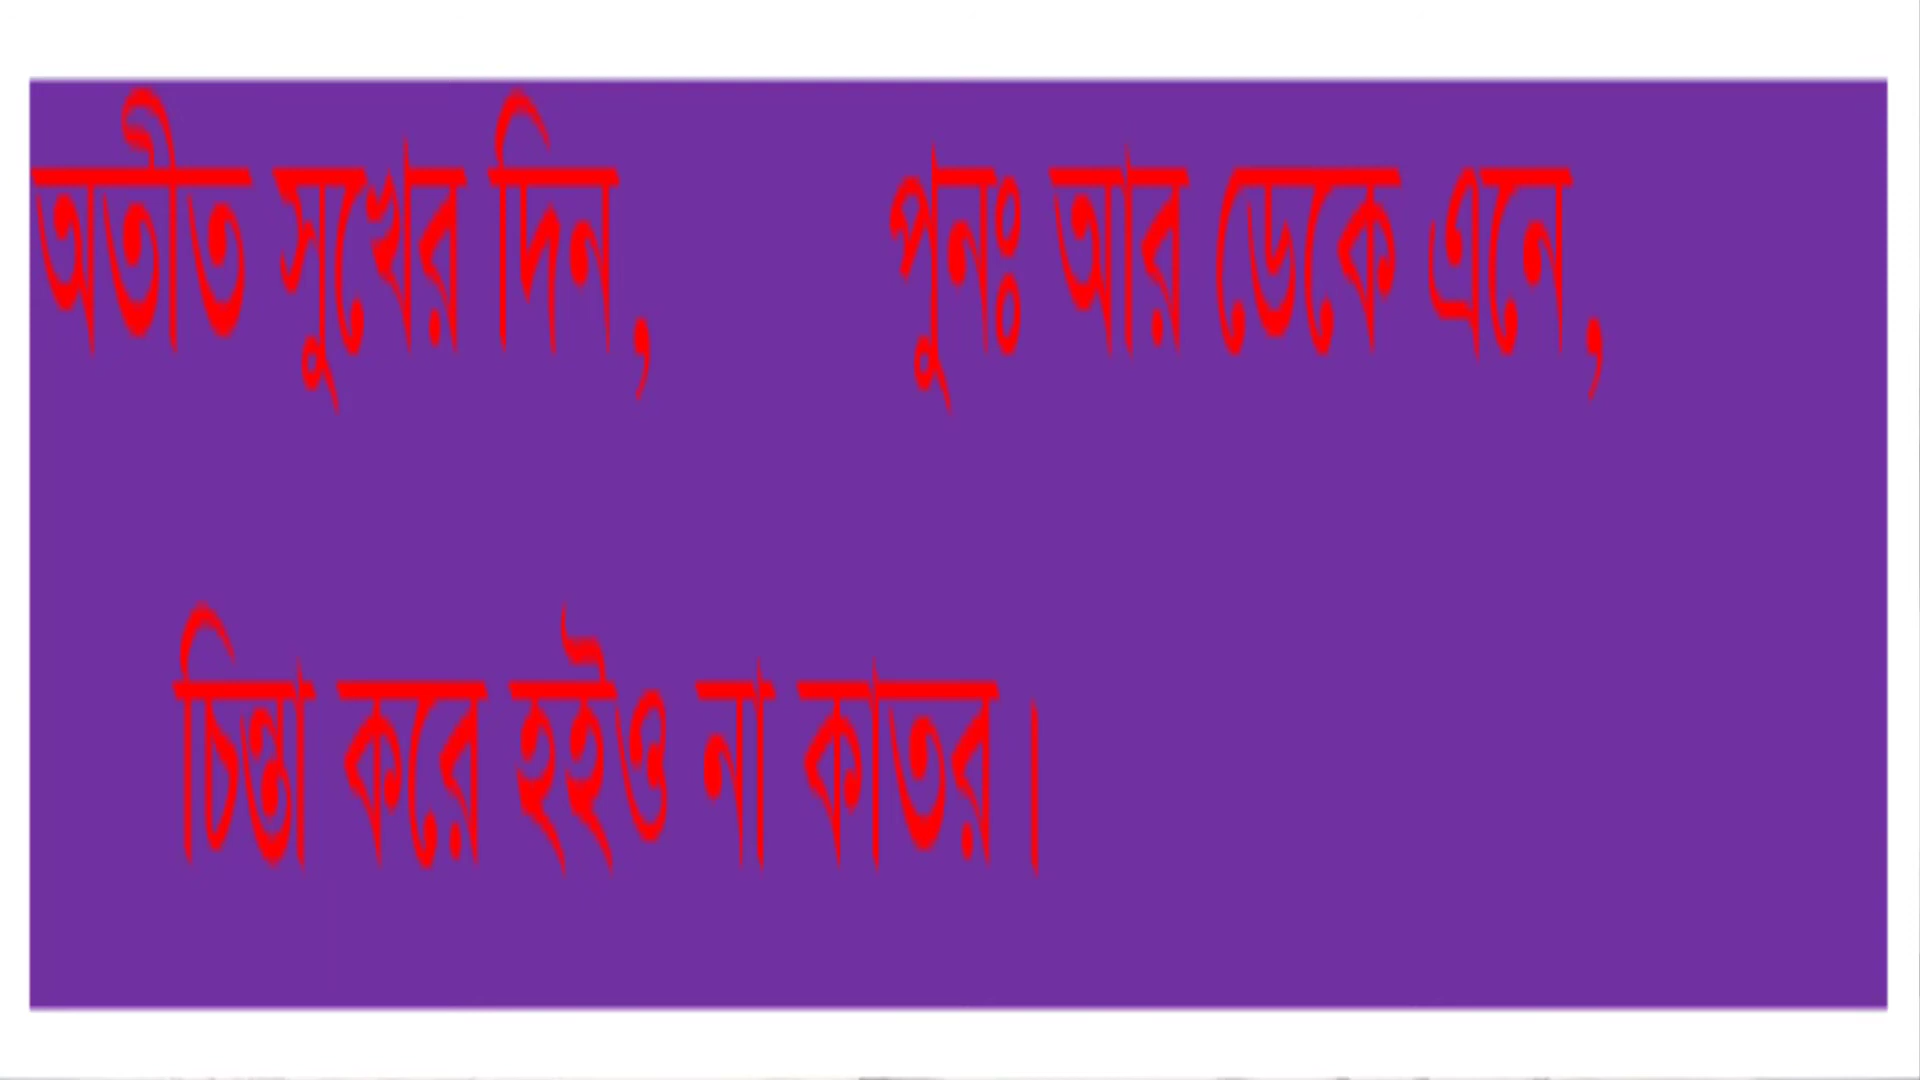 অতীত সুখের দিন, পুনঃ আর ডেকে এনে,
চিন্তা করে হইও না কাতর।